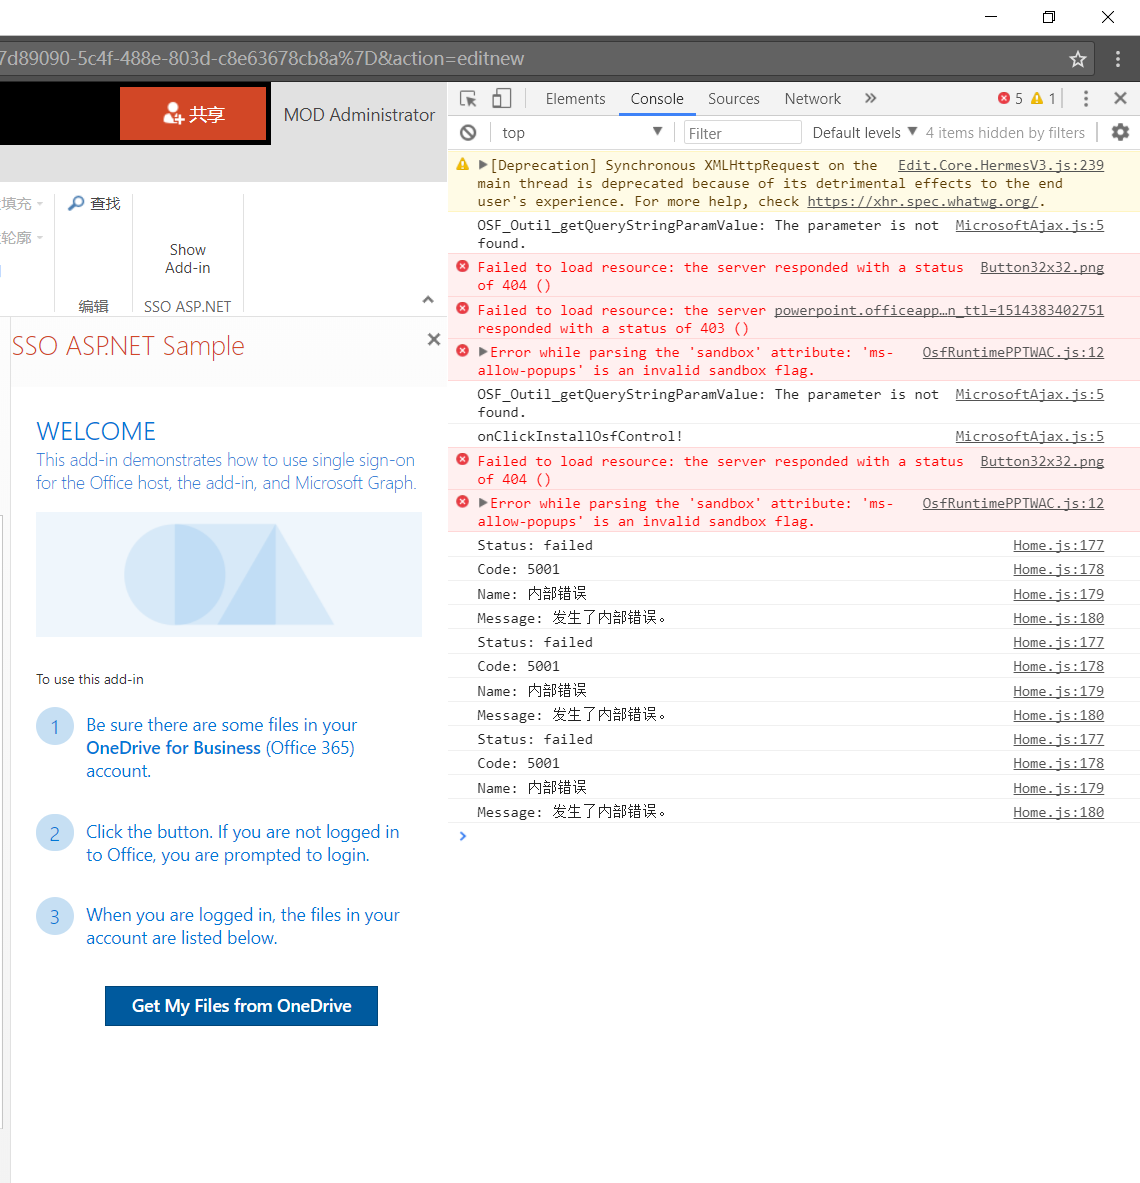 7d89090-5c4f-488e-803d-c8e63678cb8a%7D&action=editnew
共享
MOD Administrator
填充
查找
轮廓
Show
Add-in
编辑
SSO ASP.NET
SSO ASP.NET Sample
WELCOME
This add-in demonstrates how to use single sign-on
for the Office host, the add-in, and Microsoft Graph.
To use this add-in
1 Be sure there are some files in your
OneDrive for Business (Office 365)
account.
2 Click the button. If you are not logged in
to Office, you are prompted to login.
3 When you are logged in, the files in your
account are listed below.
Get My Files from OneDrive
Elements Console Sources Network » 5 1
top Filter Default levels 4 items hidden by filters
[Deprecation] Synchronous XMLHttpRequest on the Edit.Core.HermesV3.js:239
main thread is deprecated because of its detrimental effects to the end
user's experience. For more help, check https://xhr.spec.whatwg.org/.
OSF_Outil_getQueryStringParamValue: The parameter is not MicrosoftAjax.js:5
found.
Failed to load resource: the server responded with a status Button32x32.png
of 404 ()
Failed to load resource: the server powerpoint.officeapp…n_ttl=1514383402751
responded with a status of 403 ()
Error while parsing the 'sandbox' attribute: 'ms- OsfRuntimePPTWAC.js:12
allow-popups' is an invalid sandbox flag.
OSF_Outil_getQueryStringParamValue: The parameter is not MicrosoftAjax.js:5
found.
onClickInstallOsfControl! MicrosoftAjax.js:5
Failed to load resource: the server responded with a status Button32x32.png
of 404 ()
Error while parsing the 'sandbox' attribute: 'ms- OsfRuntimePPTWAC.js:12
allow-popups' is an invalid sandbox flag.
Status: failed Home.js:177
Code: 5001 Home.js:178
Name: 内部错误 Home.js:179
Message: 发生了内部错误。 Home.js:180
Status: failed Home.js:177
Code: 5001 Home.js:178
Name: 内部错误 Home.js:179
Message: 发生了内部错误。 Home.js:180
Status: failed Home.js:177
Code: 5001 Home.js:178
Name: 内部错误 Home.js:179
Message: 发生了内部错误。 Home.js:180